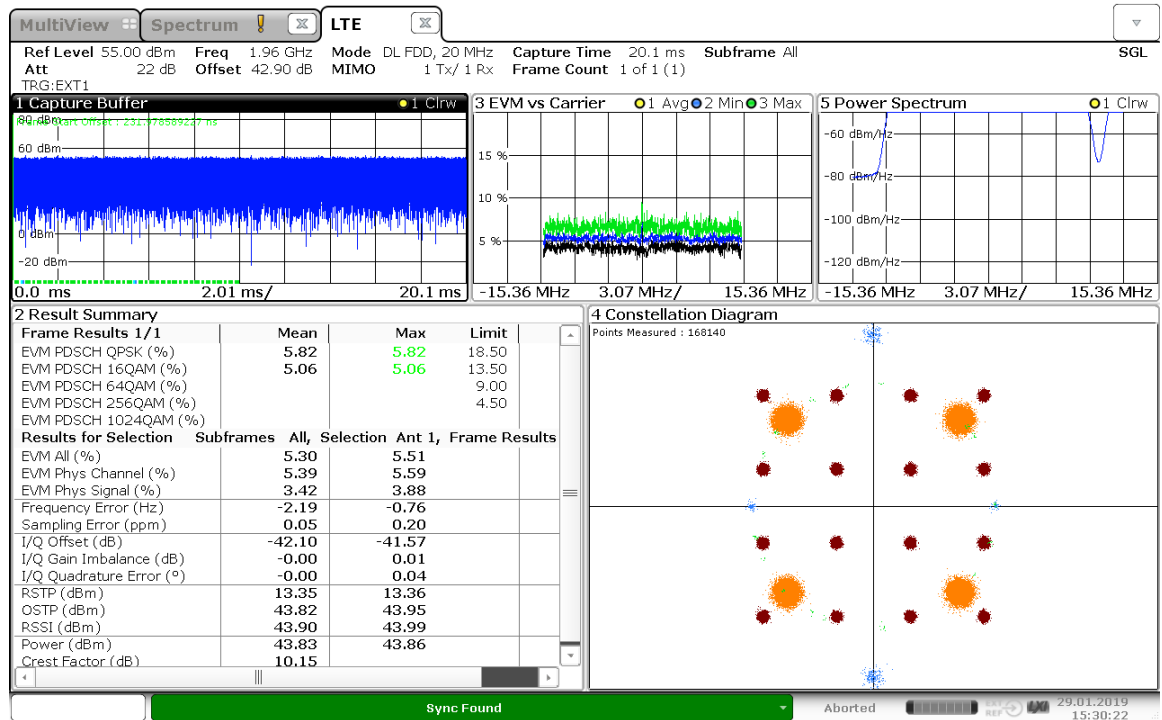 MultiView Spectrum LTE
Ref Level 55.00 dBm Freq 1.96 GHz Mode DL FDD, 20 MHz Capture Time 20.1 ms Subframe All SGL
Att 22 dB Offset 42.90 dB MIMO 1 Tx/ 1 Rx Frame Count 1 of 1 (1)
TRG:EXT1
1 Capture Buffer 1 Clrw
80 dBm
Frame Start Offset : 231.978569227 ns
60 dBm
0 dBm
-20 dBm
0.0 ms 2.01 ms/ 20.1 ms
3 EVM vs Carrier 1 Avg 2 Min 3 Max
15 %
10 %
5 %
-15.36 MHz 3.07 MHz/ 15.36 MHz
5 Power Spectrum 1 Clrw
-60 dBm/Hz
-80 dBm/Hz
-100 dBm/Hz
-120 dBm/Hz
-15.36 MHz 3.07 MHz/ 15.36 MHz
2 Result Summary
Frame Results 1/1 Mean Max Limit
EVM PDSCH QPSK (%) 5.82 5.82 18.50
EVM PDSCH 16QAM (%) 5.06 5.06 13.50
EVM PDSCH 64QAM (%) 9.00
EVM PDSCH 256QAM (%) 4.50
EVM PDSCH 1024QAM (%)
Results for Selection Subframes All, Selection Ant 1, Frame Results
EVM All (%) 5.30 5.51
EVM Phys Channel (%) 5.39 5.59
EVM Phys Signal (%) 3.42 3.88
Frequency Error (Hz) -2.19 -0.76
Sampling Error (ppm) 0.05 0.20
I/Q Offset (dB) -42.10 -41.57
I/Q Gain Imbalance (dB) -0.00 0.01
I/Q Quadrature Error (°) -0.00 0.04
RSTP (dBm) 13.35 13.36
OSTP (dBm) 43.82 43.95
RSSI (dBm) 43.90 43.99
Power (dBm) 43.83 43.86
Crest Factor (dB) 10.15
4 Constellation Diagram
Points Measured : 168140
Sync Found
Aborted
EXT
REF
LXI
29.01.2019
15:30:22